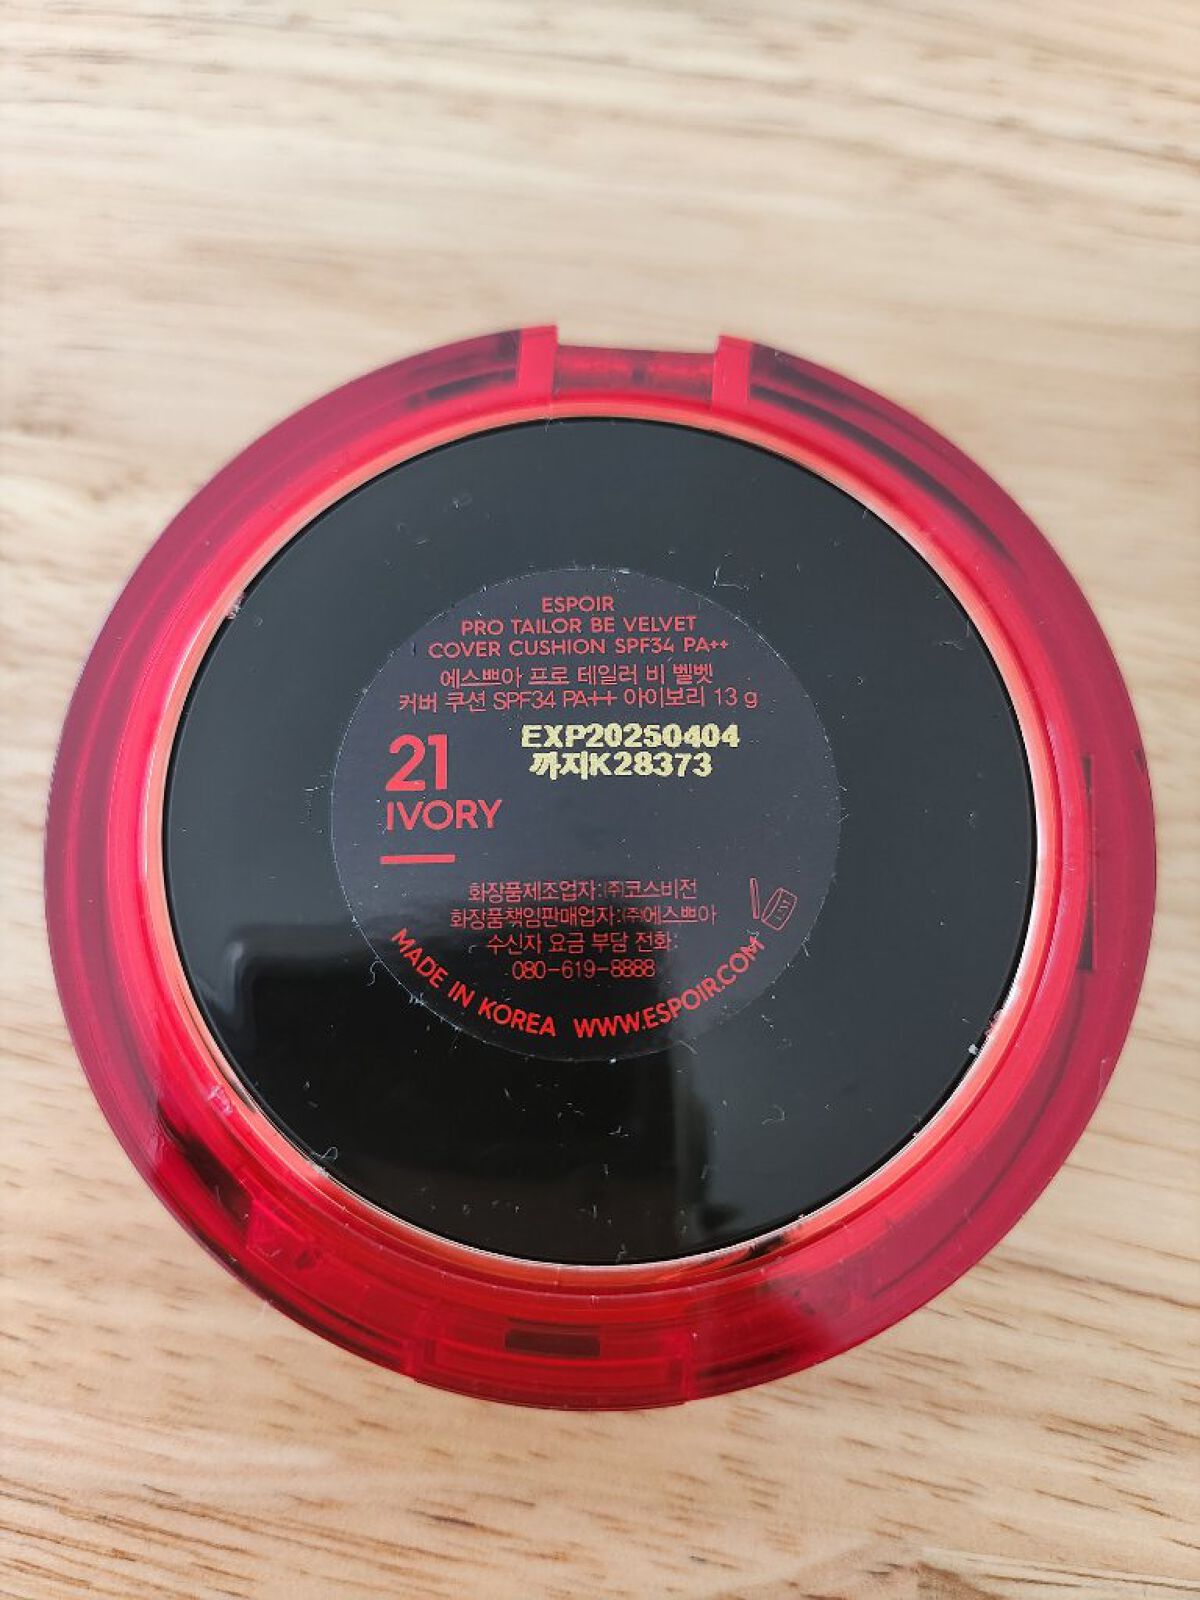 ESPOIR
PRO TAILOR BE VELVET
COVER CUSHION SPF34 PA++
에스쁘아 프로 테일러 비 벨벳
커버 쿠션 SPF34 PA++ 아이보리 13 g
EXP20250404
까지K28373
21
IVORY
화장품제조업자:㈜코스비전
화장품책임판매업자:㈜에스쁘아
수신자 요금 부담 전화:
080-619-8888
MADE IN KOREA WWW.ESPOIR.COM